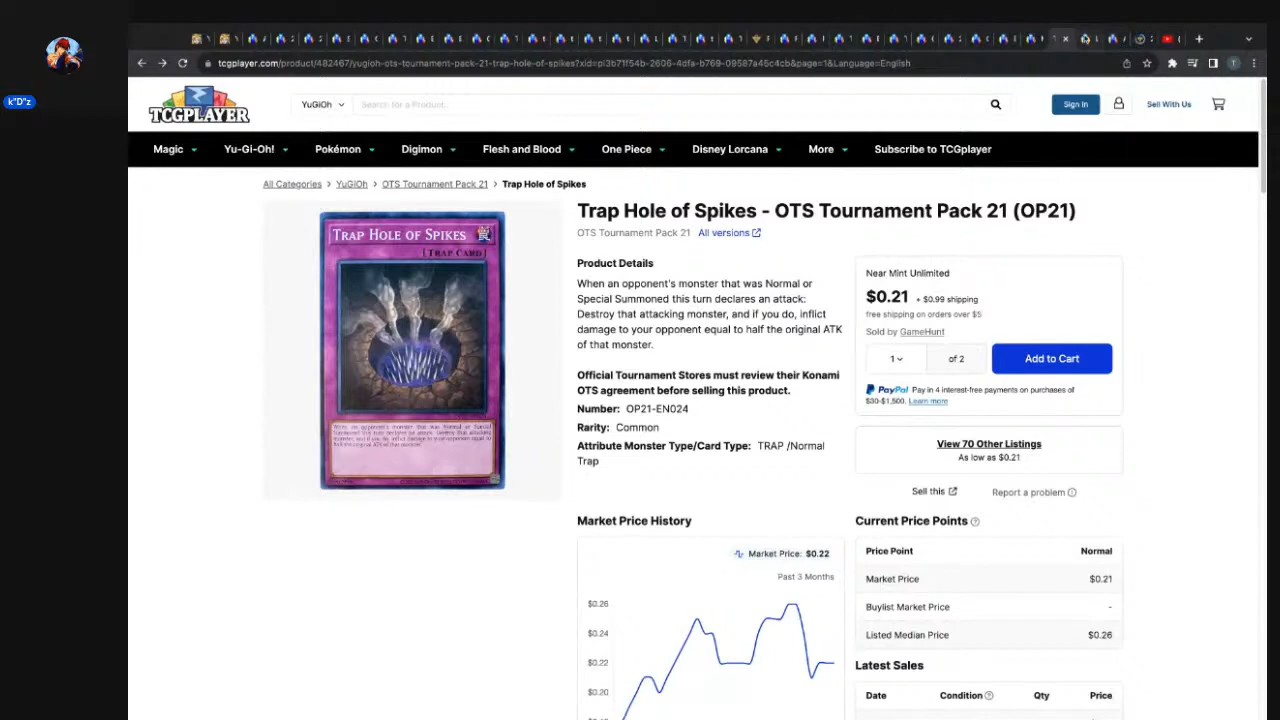 k"D"z
tcgplayer.com/product/482467/yugioh-ots-tournament-pack-21-trap-hole-of-spikes?xid=pi3b71f54b-2606-4dfa-b769-09587a45c4cb&page=1&Language=English
TCGPLAYER
YuGiOh
Search for a Product.
Sign In
Sell With Us
Magic
Yu-Gi-Oh!
Pokémon
Digimon
Flesh and Blood
One Piece
Disney Lorcana
More
Subscribe to TCGplayer
All Categories > YuGiOh > OTS Tournament Pack 21 > Trap Hole of Spikes
TRAP HOLE OF SPIKES
[TRAP CARD]
Trap Hole of Spikes - OTS Tournament Pack 21 (OP21)
OTS Tournament Pack 21 All versions
Product Details
When an opponent's monster that was Normal or
Special Summoned this turn declares an attack:
Destroy that attacking monster, and if you do, inflict
damage to your opponent equal to half the original ATK
of that monster.
Official Tournament Stores must review their Konami
OTS agreement before selling this product.
Number: OP21-EN024
Rarity: Common
Attribute Monster Type/Card Type: TRAP /Normal
Trap
Near Mint Unlimited
$0.21 + $0.99 shipping
free shipping on orders over $5
Sold by GameHunt
1
of 2
Add to Cart
PayPal Pay in 4 interest-free payments on purchases of
$30-$1,500. Learn more
View 70 Other Listings
As low as $0.21
Sell this
Report a problem
Market Price History
Market Price: $0.22
Past 3 Months
$0.26
$0.24
$0.22
$0.20
Current Price Points
Price Point Normal
Market Price $0.21
Buylist Market Price -
Listed Median Price $0.26
Latest Sales
Date Condition Qty Price